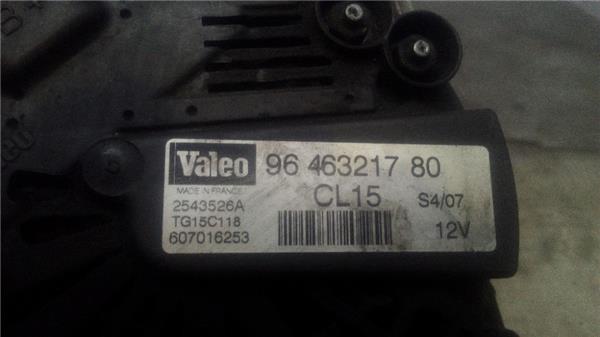 Valeo 96 463217 80
MADE IN FRANCE
CL15 S4/07
2543526A
TG15C118
607016253
12V